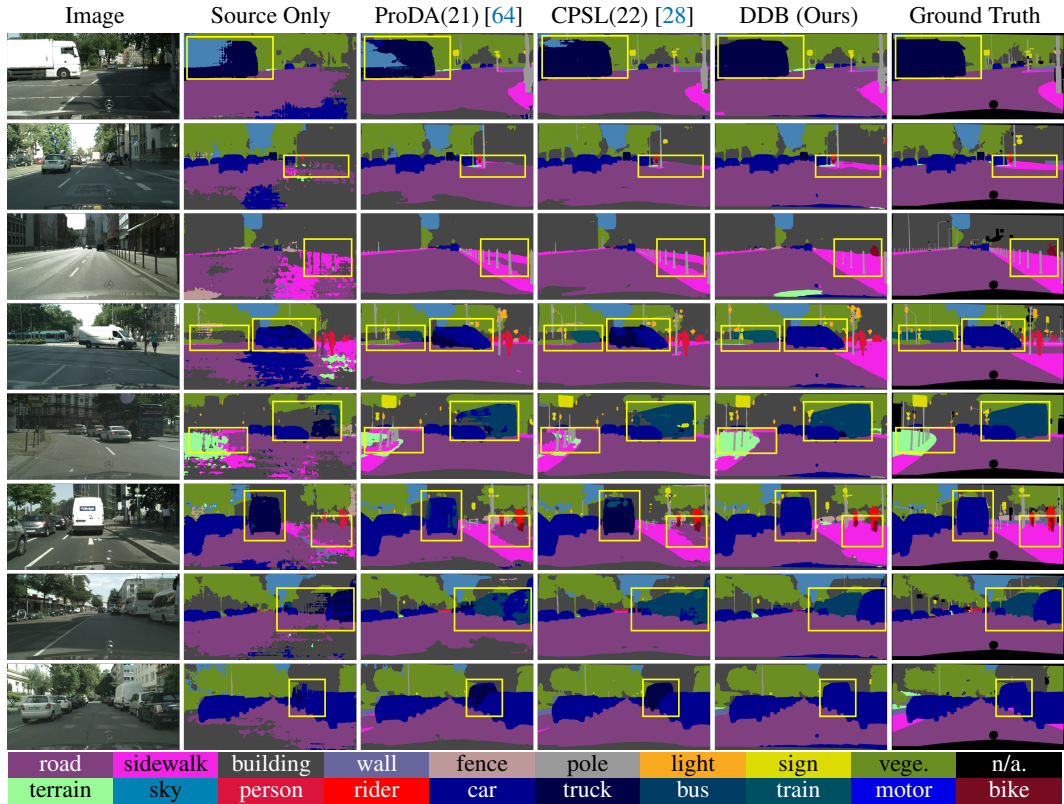 Image Source Only ProDA(21) [64] CPSL(22) [28] DDB (Ours) Ground Truth
road sidewalk building wall fence pole light sign vege. n/a.
terrain sky person rider car truck bus train motor bike